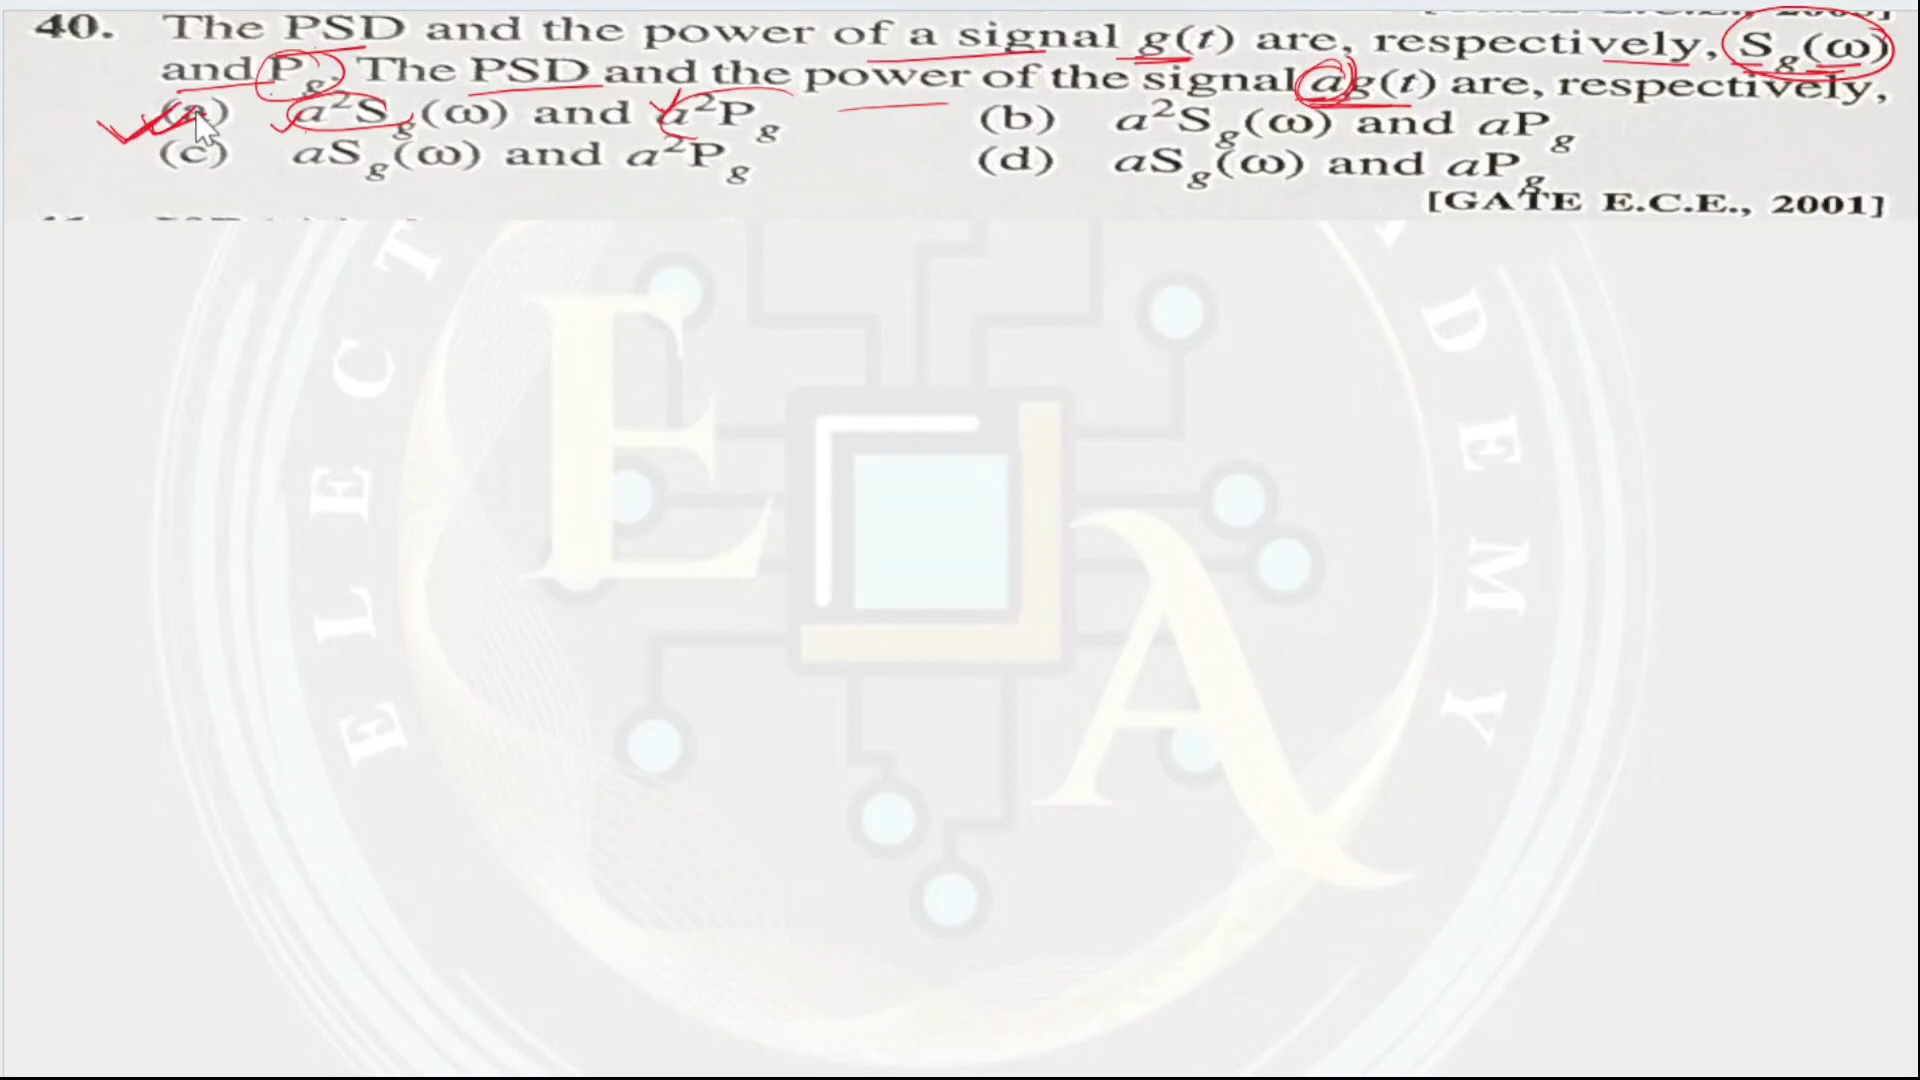 40. The PSD and the power of a signal g(t) are, respectively, S_g(ω)
and P_g. The PSD and the power of the signal ag(t) are, respectively,
(a) a²S_g(ω) and a²P_g (b) a²S_g(ω) and aP_g
(c) aS_g(ω) and a²P_g (d) aS_g(ω) and aP_g
[GATE E.C.E., 2001]
ELECT
E
A
DEMY